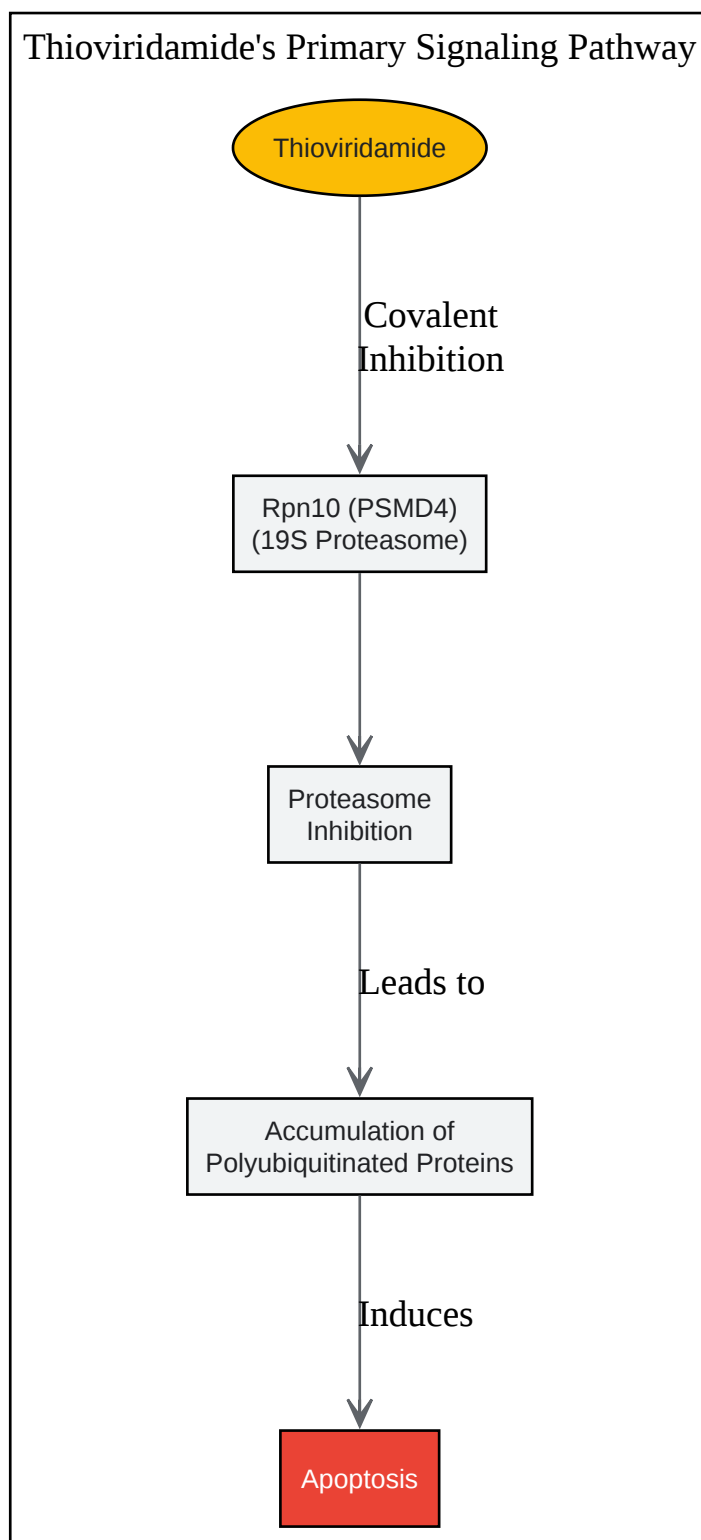 Thioviridamide's Primary Signaling Pathway
Thioviridamide
Covalent
Inhibition
Rpn10 (PSMD4)
(19S Proteasome)
Proteasome
Inhibition
Leads to
Accumulation of
Polyubiquitinated Proteins
Induces
Apoptosis